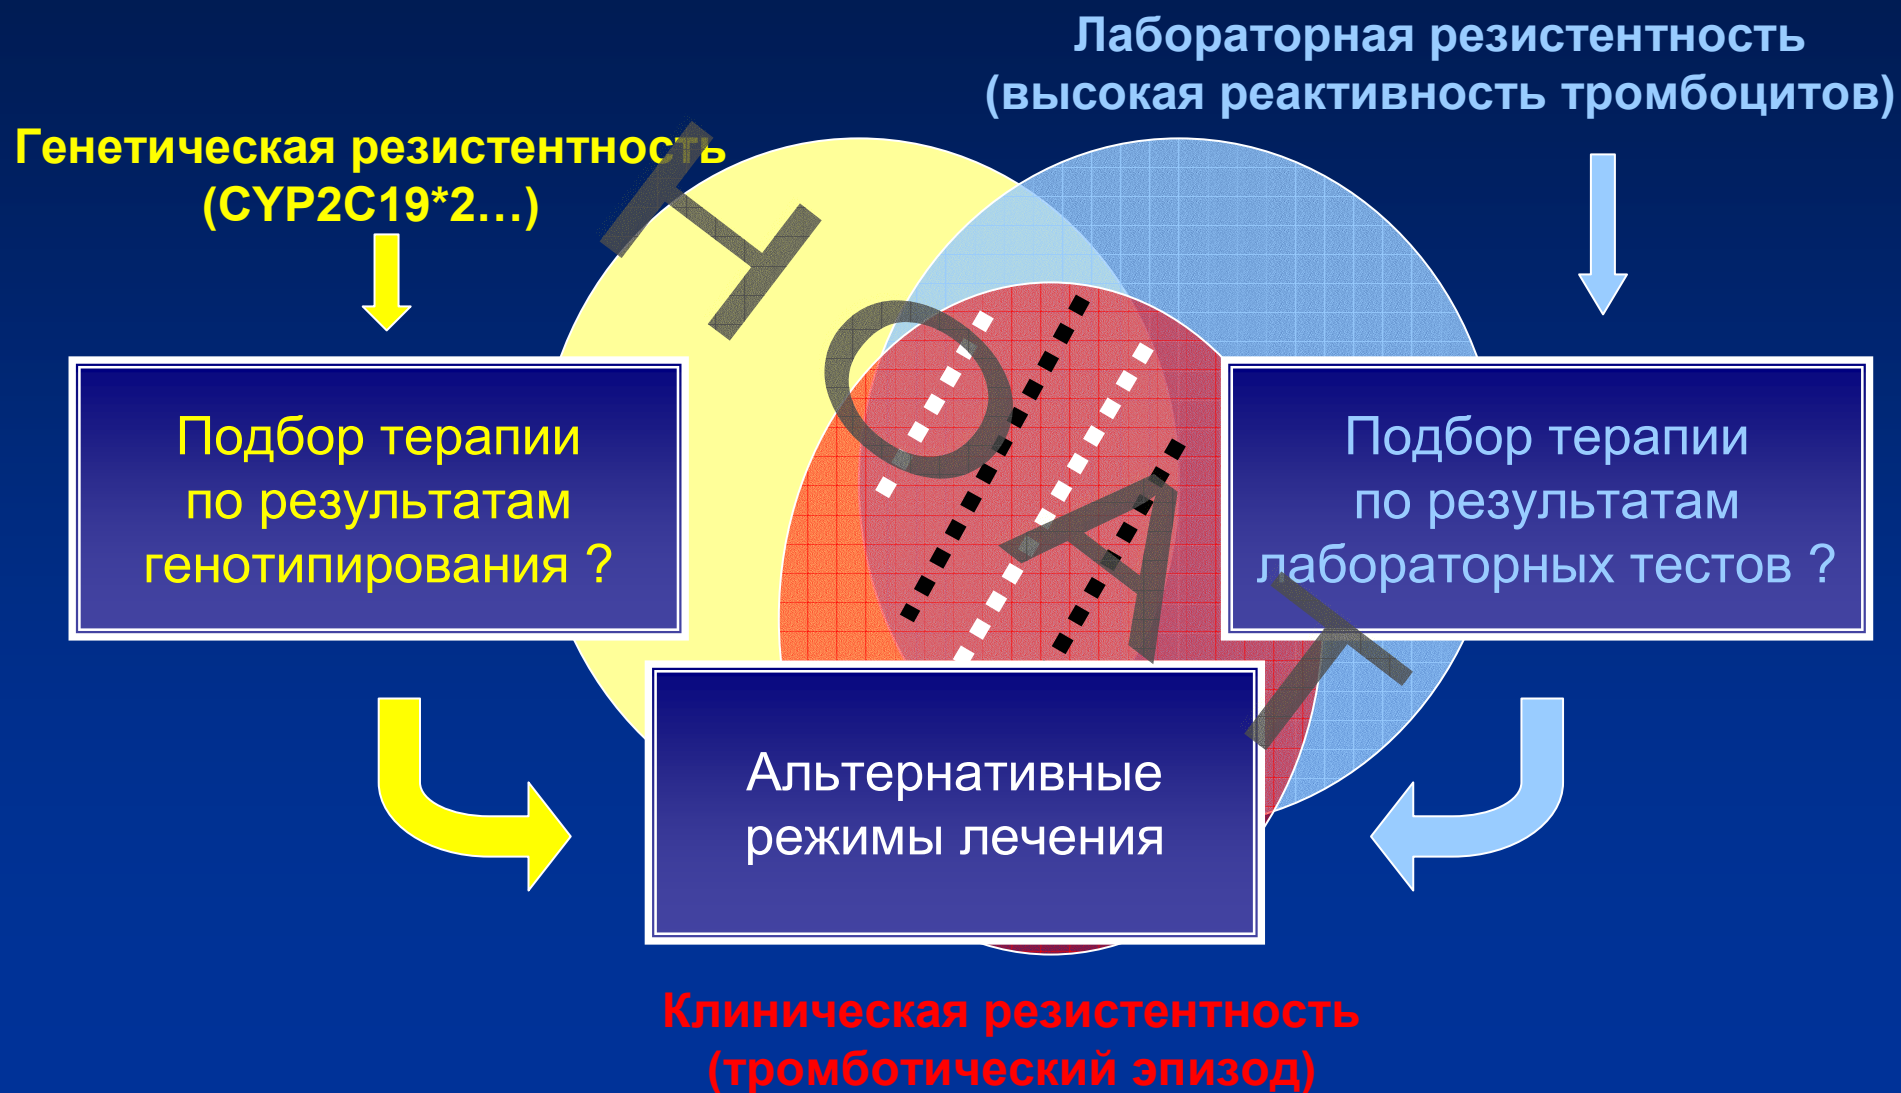 Лабораторная резистентность
(высокая реактивность тромбоцитов)
Генетическая резистентность
(CYP2C19*2...)
Подбор терапии
по результатам
генотипирования ?
Подбор терапии
по результатам
лабораторных тестов ?
Альтернативные
режимы лечения
Клиническая резистентность
(тромботический эпизод)
НОАТ